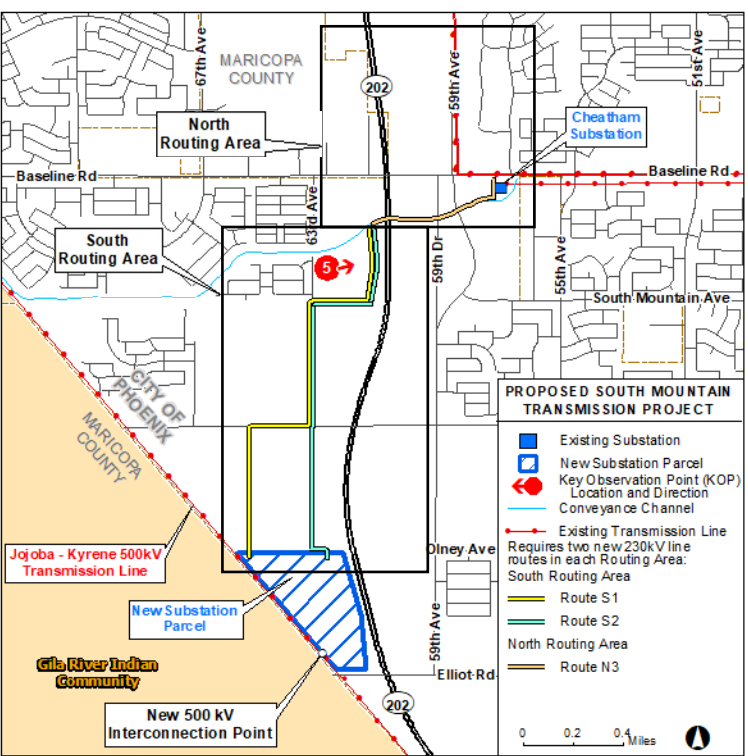 67th Ave
MARICOPA
COUNTY
202
59th Ave
51st Ave
North
Routing Area
Cheatham
Substation
Baseline Rd
Baseline Rd
63rd Ave
South
Routing Area
5
59th Dr
55th Ave
South Mountain Ave
CITY OF
PHOENIX
MARICOPA
COUNTY
PROPOSED SOUTH MOUNTAIN
TRANSMISSION PROJECT
Existing Substation
New Substation Parcel
Key Observation Point (KOP)
Location and Direction
Conveyance Channel
Existing Transmission Line
Requires two new 230kV line
routes in each Routing Area:
South Routing Area
Route S1
Route S2
North Routing Area
Route N3
0 0.2 0.4 Miles
Jojoba - Kyrene 500kV
Transmission Line
Olney Ave
New Substation
Parcel
59th Ave
Gila River Indian
Community
Elliot Rd
New 500 kV
Interconnection Point
202